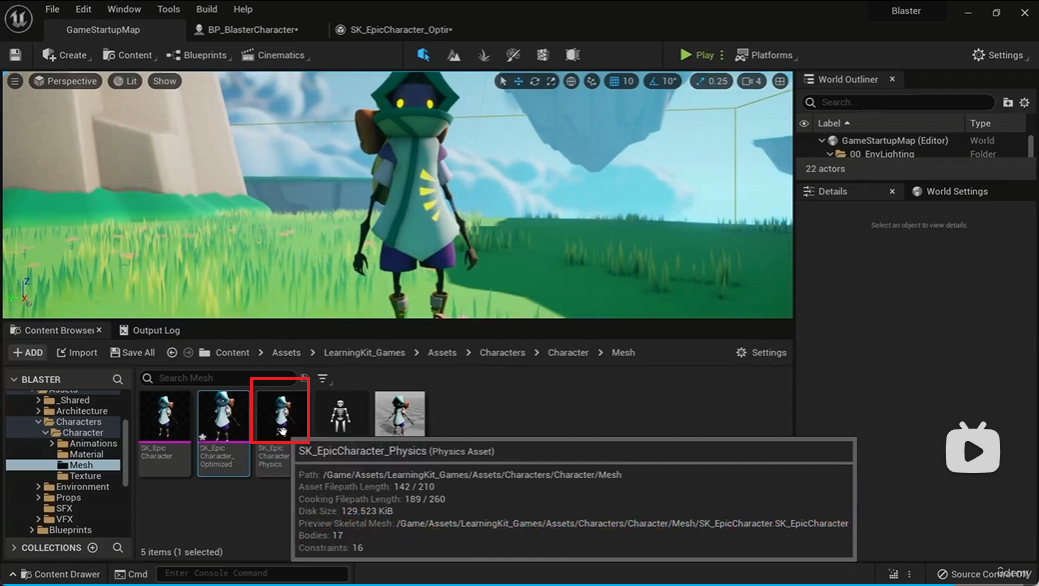 File Edit Window Tools Build Help
Blaster
GameStartupMap
BP_BlasterCharacter•
SK_EpicCharacter_Optir•
Create
Content
Blueprints
Cinematics
Play
Platforms
Settings
Perspective
Lit
Show
10
10°
0.25
4
World Outliner
Search...
Label
Type
GameStartupMap (Editor)
World
00_EnvLighting
Folder
22 actors
Details
World Settings
Select an object to view details.
Z
Content Browser
Output Log
ADD
Import
Save All
Content > Assets > LearningKit_Games > Assets > Characters > Character > Mesh
Settings
BLASTER
Search Mesh
Assets
_Shared
Architecture
Characters
Character
Animations
Material
Mesh
Texture
Environment
Props
SFX
VFX
Blueprints
COLLECTIONS
SK_Epic
Character
SK_Epic
Character_
Optimized
SK_Epic
Character
Physics
SK_EpicCharacter_Physics (Physics Asset)
Path: /Game/Assets/LearningKit_Games/Assets/Characters/Character/Mesh
Asset Filepath Length: 142 / 210
Cooking Filepath Length: 189 / 260
Disk Size: 129.523 KiB
Preview Skeletal Mesh: /Game/Assets/LearningKit_Games/Assets/Characters/Character/Mesh/SK_EpicCharacter.SK_EpicCharacter
Bodies: 17
Constraints: 16
5 items (1 selected)
Content Drawer
Cmd
Enter Console Command
Source Control
Udemy